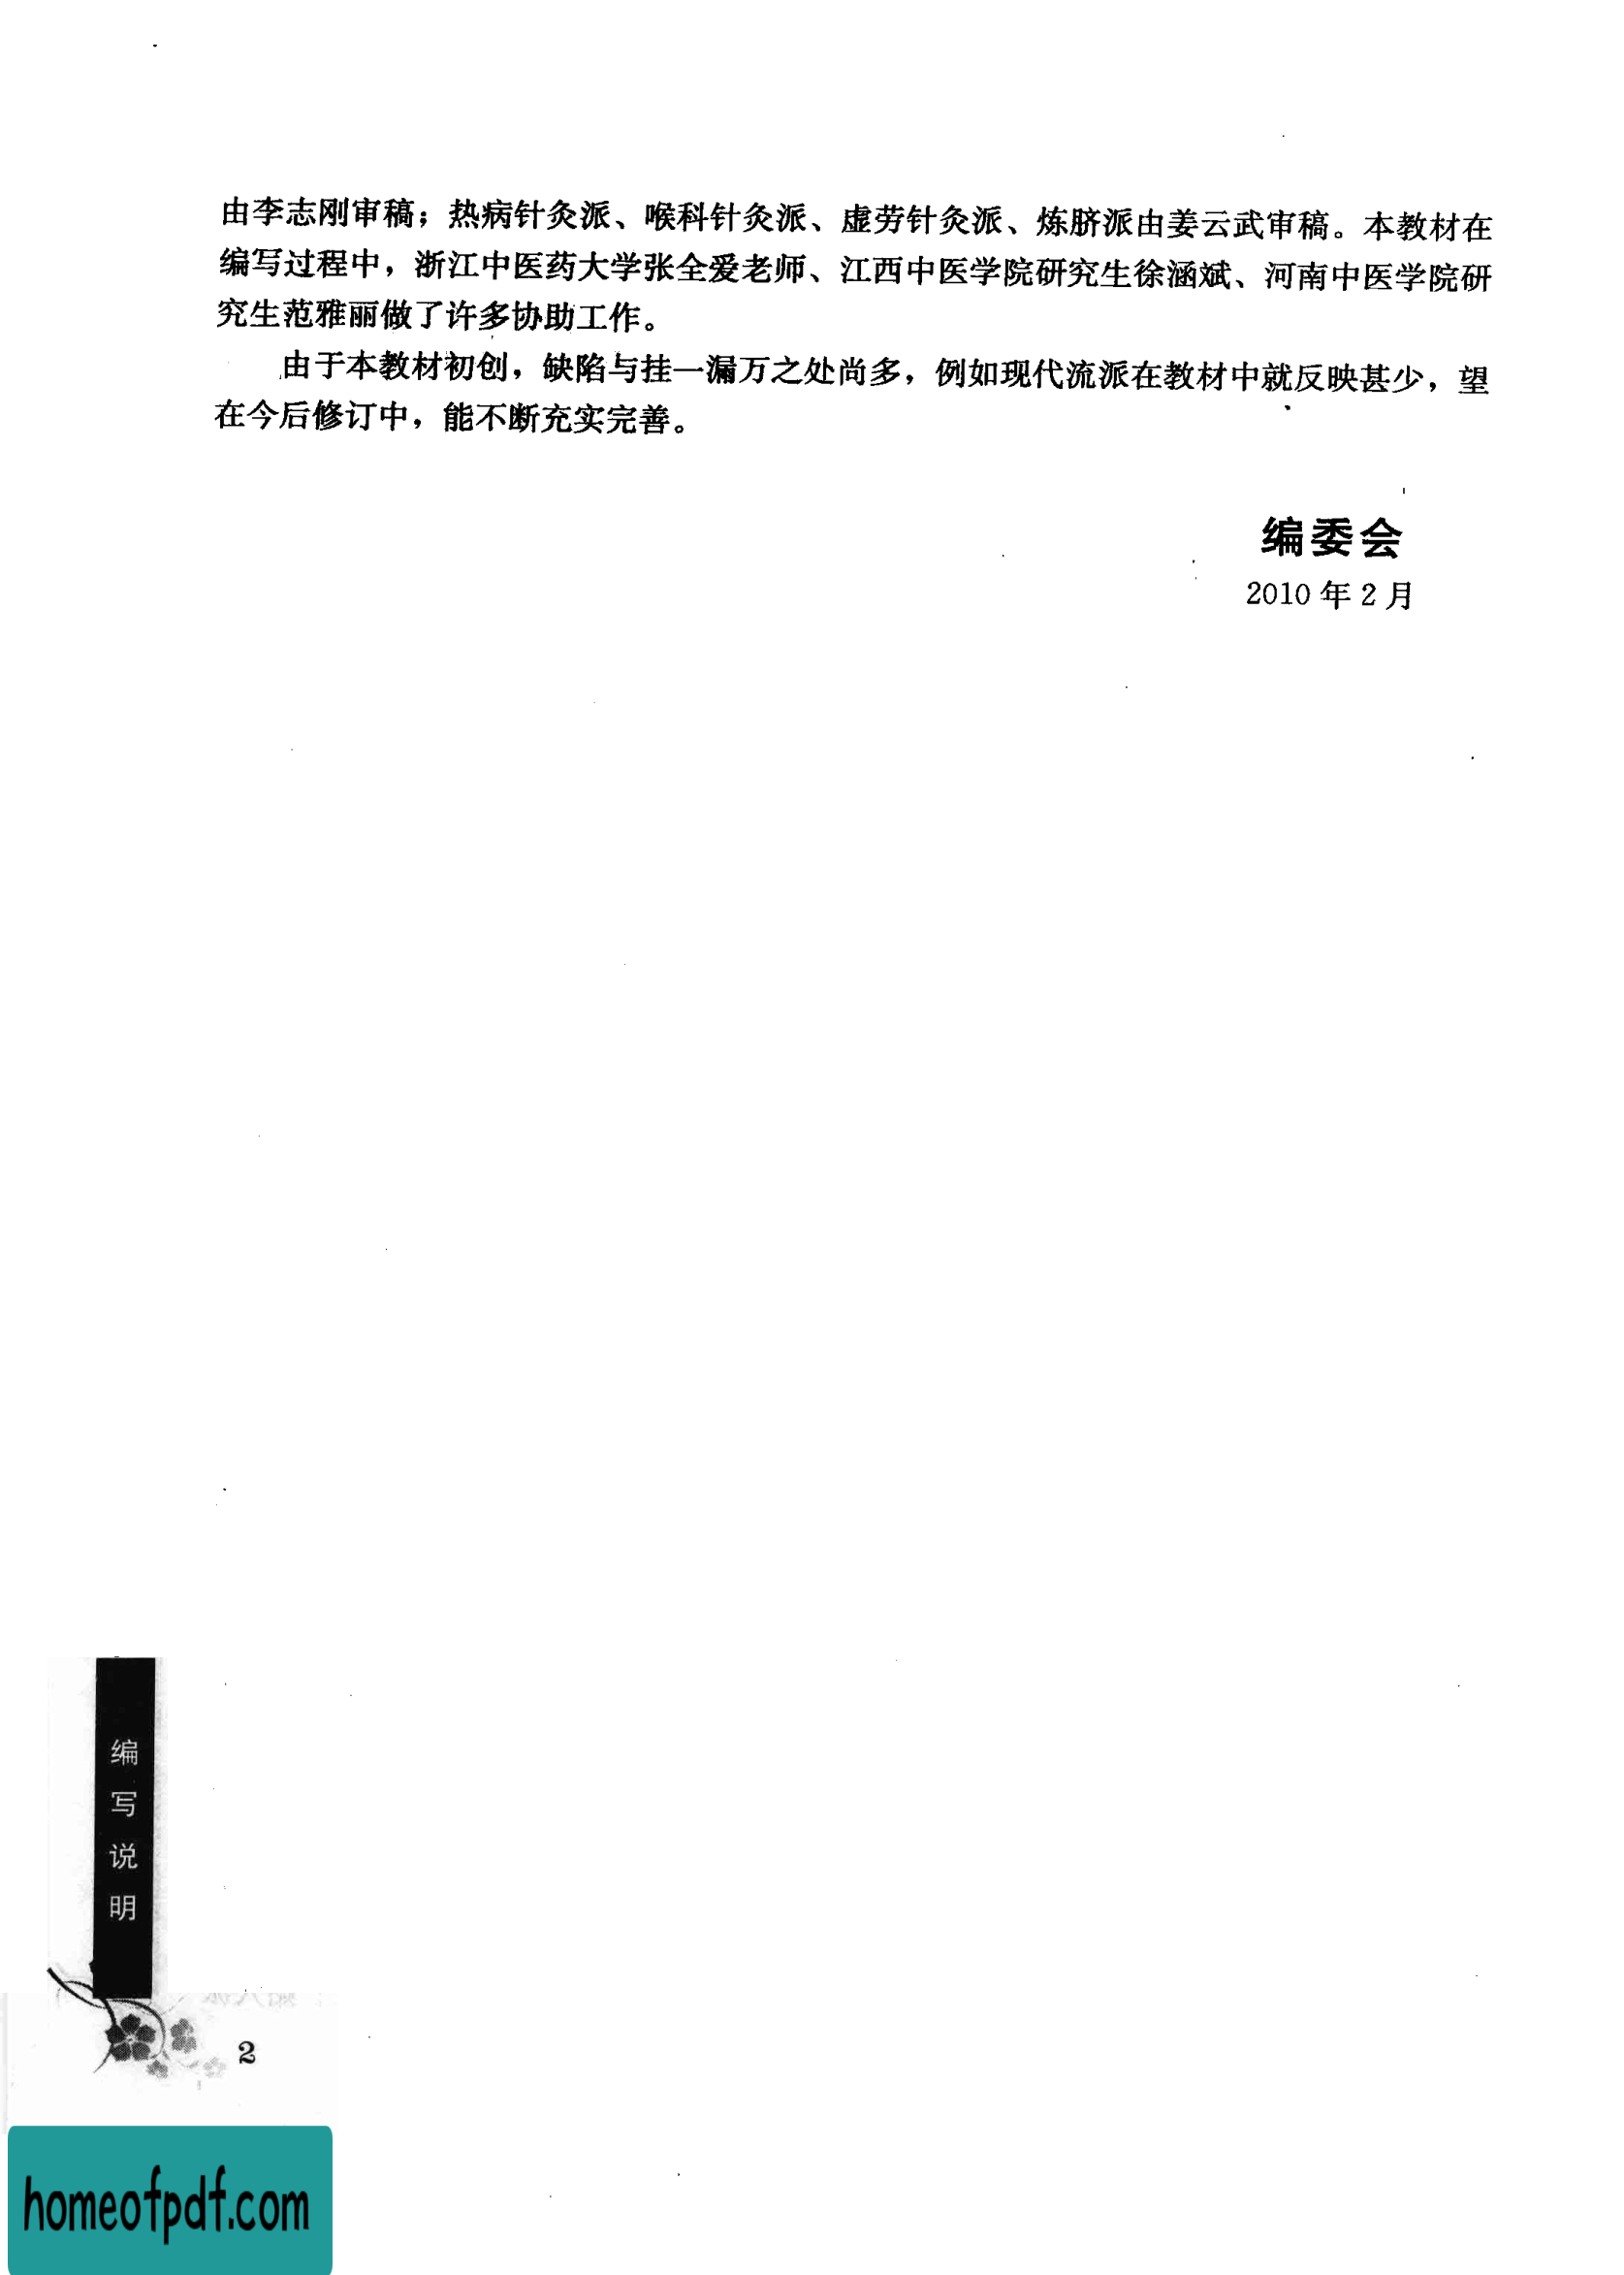 由李志刚审稿；热病针灸派、喉科针灸派、虚劳针灸派、炼脐派由姜云武审稿。本教材在
编写过程中，浙江中医药大学张全爱老师、江西中医学院研究生徐涵斌、河南中医学院研
究生范雅丽做了许多协助工作。
由于本教材初创，缺陷与挂一漏万之处尚多，例如现代流派在教材中就反映甚少，望
在今后修订中，能不断充实完善。
编委会
2010 年 2 月
编
写
说
明
2
homeofpdf.com